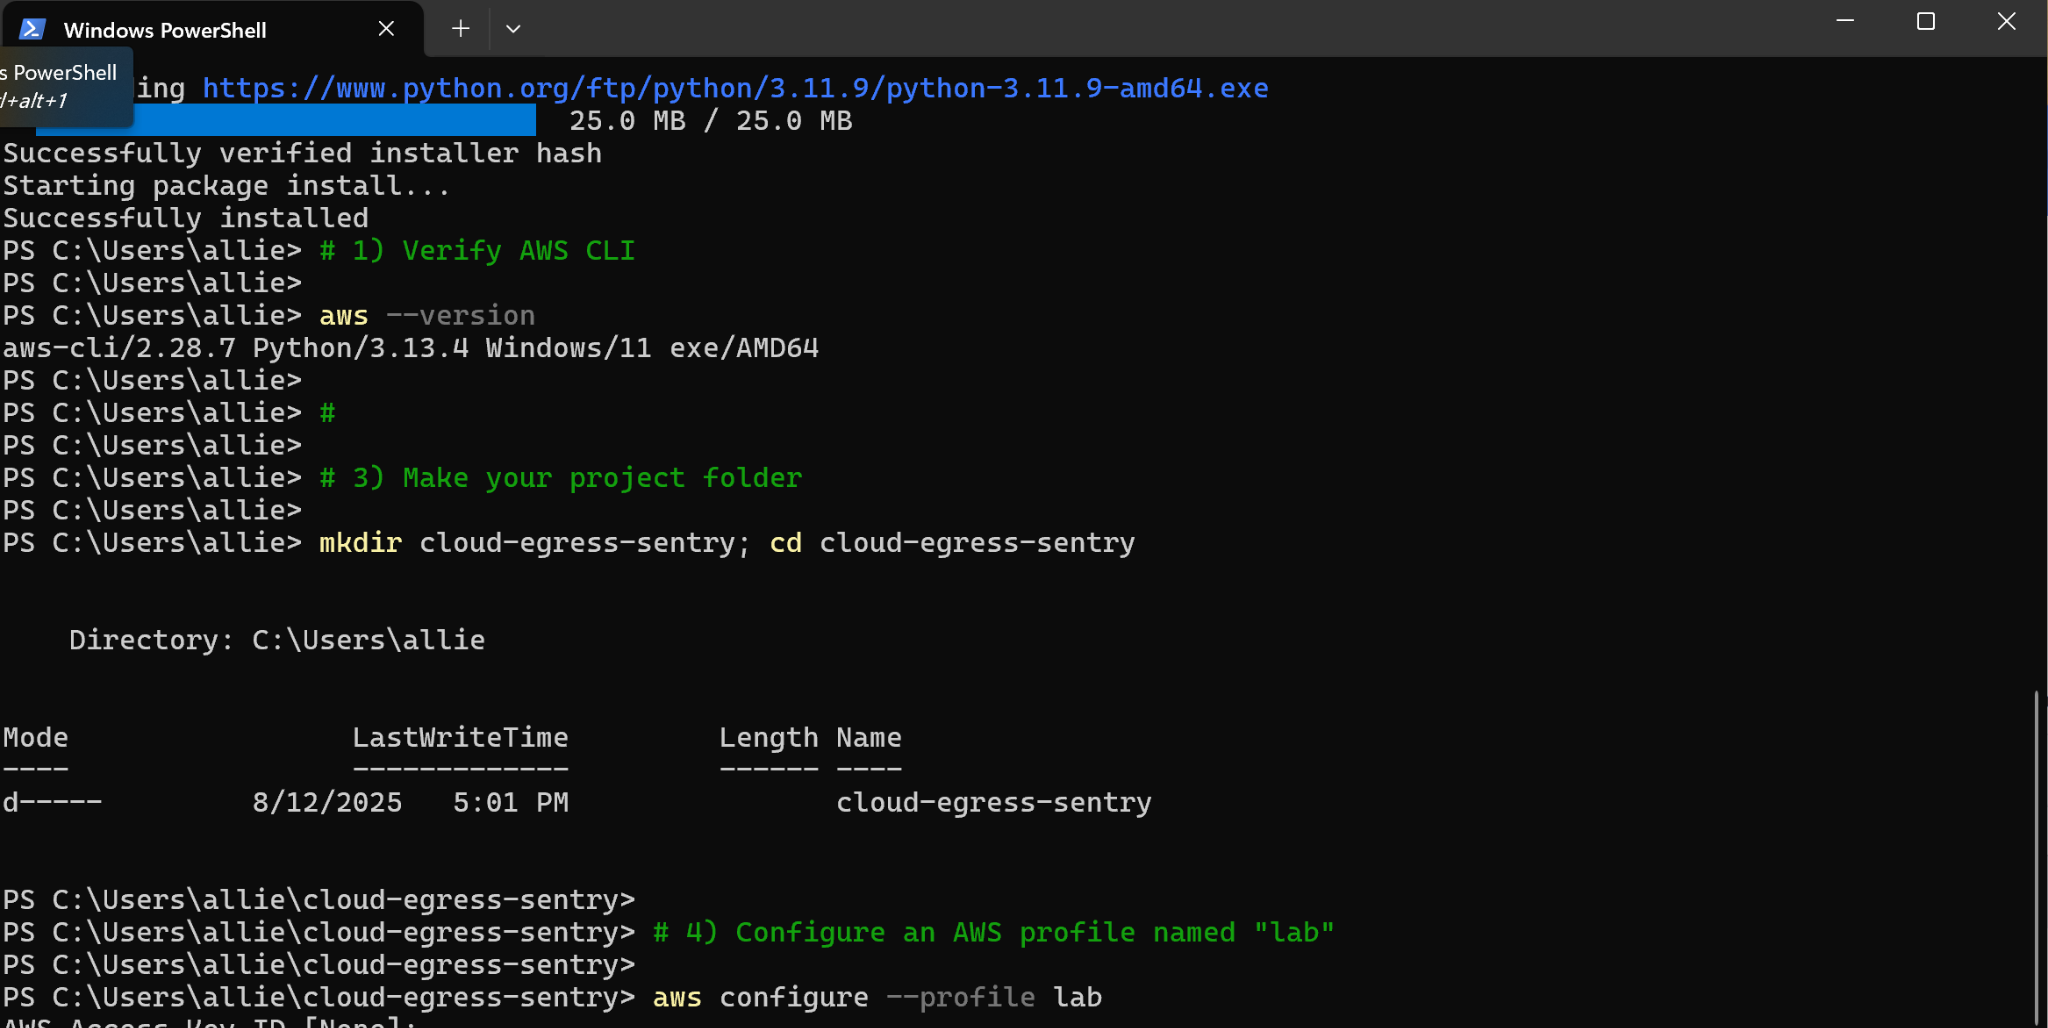 Windows PowerShell
s PowerShell
l+alt+1
ing https://www.python.org/ftp/python/3.11.9/python-3.11.9-amd64.exe
25.0 MB / 25.0 MB
Successfully verified installer hash
Starting package install...
Successfully installed
PS C:\Users\allie> # 1) Verify AWS CLI
PS C:\Users\allie>
PS C:\Users\allie> aws --version
aws-cli/2.28.7 Python/3.13.4 Windows/11 exe/AMD64
PS C:\Users\allie>
PS C:\Users\allie> #
PS C:\Users\allie>
PS C:\Users\allie> # 3) Make your project folder
PS C:\Users\allie>
PS C:\Users\allie> mkdir cloud-egress-sentry; cd cloud-egress-sentry
Directory: C:\Users\allie
Mode LastWriteTime Length Name
---- ------------- ------ ----
d----- 8/12/2025 5:01 PM cloud-egress-sentry
PS C:\Users\allie\cloud-egress-sentry>
PS C:\Users\allie\cloud-egress-sentry> # 4) Configure an AWS profile named "lab"
PS C:\Users\allie\cloud-egress-sentry>
PS C:\Users\allie\cloud-egress-sentry> aws configure --profile lab
AWS Access Key ID [None]: